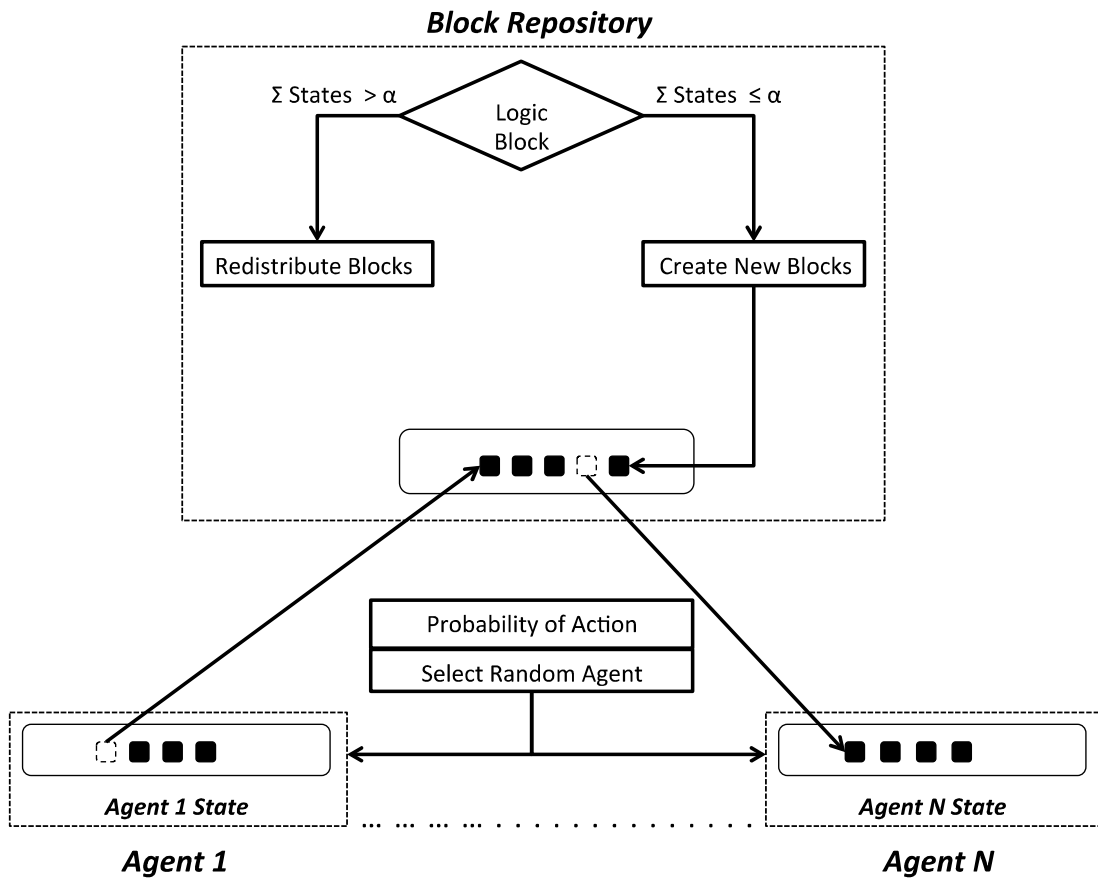 Block Repository
Σ States > α
Σ States ≤ α
Logic
Block
Redistribute Blocks
Create New Blocks
Probability of Action
Select Random Agent
Agent 1 State
Agent N State
... ... ... ... . . . . . . . . . . . . . . .
Agent 1
Agent N